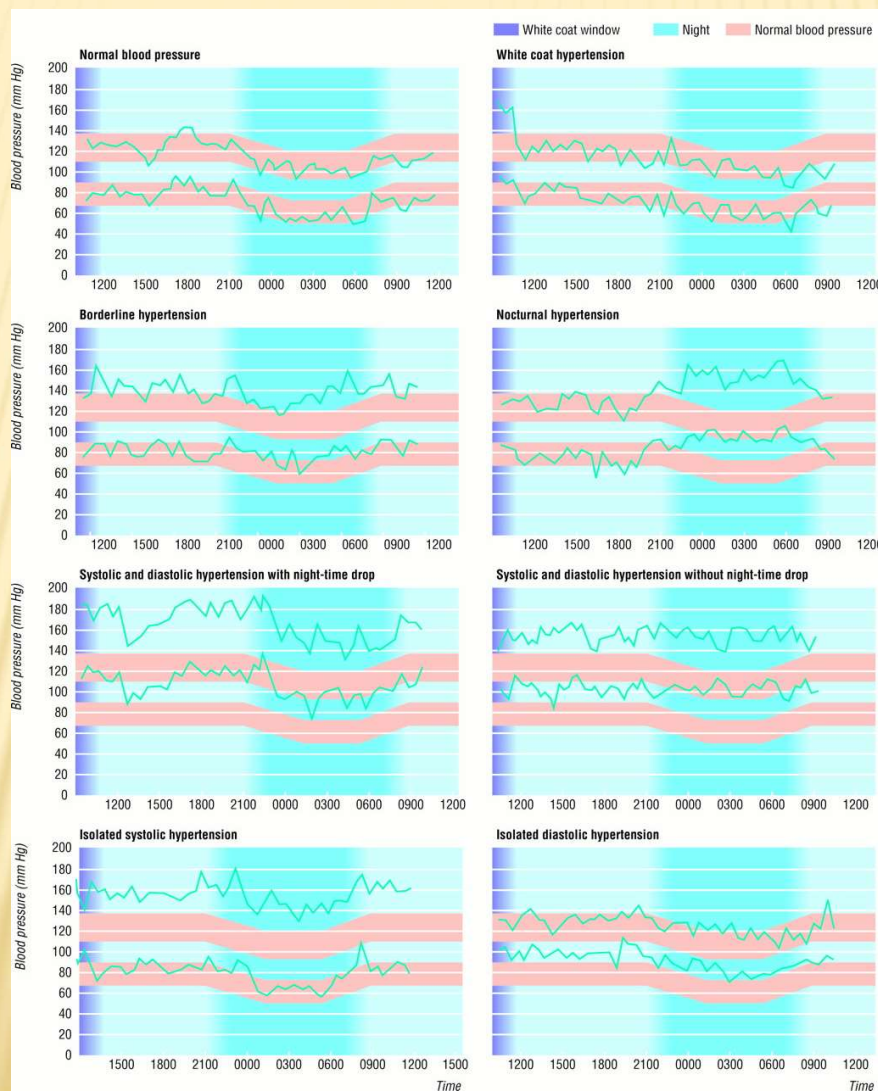 White coat window Night Normal blood pressure
Normal blood pressure
Blood pressure (mm Hg)
200
180
160
140
120
100
80
60
40
20
0
1200 1500 1800 2100 0000 0300 0600 0900 1200
White coat hypertension
1200 1500 1800 2100 0000 0300 0600 0900 1200
Borderline hypertension
Blood pressure (mm Hg)
200
180
160
140
120
100
80
60
40
20
0
1200 1500 1800 2100 0000 0300 0600 0900 1200
Nocturnal hypertension
1200 1500 1800 2100 0000 0300 0600 0900 1200
Systolic and diastolic hypertension with night-time drop
Blood pressure (mm Hg)
200
180
160
140
120
100
80
60
40
20
0
1200 1500 1800 2100 0000 0300 0600 0900 1200
Systolic and diastolic hypertension without night-time drop
1200 1500 1800 2100 0000 0300 0600 0900 1200
Isolated systolic hypertension
Blood pressure (mm Hg)
200
180
160
140
120
100
80
60
40
20
0
1500 1800 2100 0000 0300 0600 0900 1200 1500
Time
Isolated diastolic hypertension
1200 1500 1800 2100 0000 0300 0600 0900 1200
Time